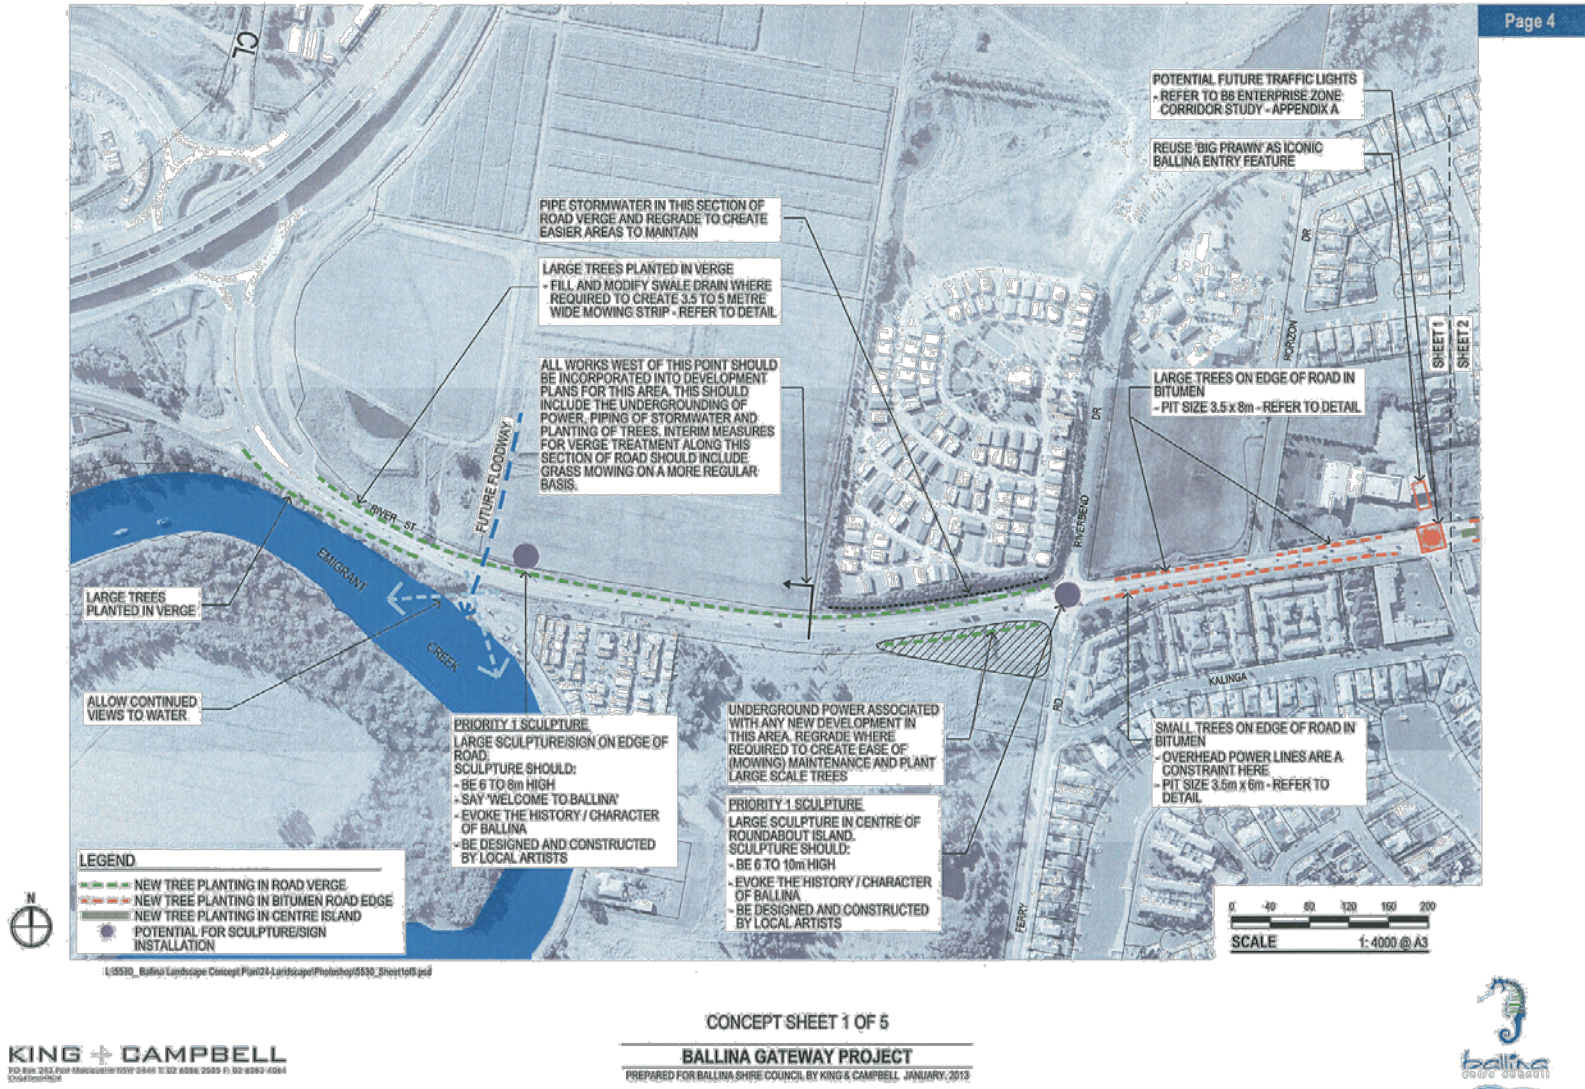 Page 4
CL
POTENTIAL FUTURE TRAFFIC LIGHTS
- REFER TO B6 ENTERPRISE ZONE
CORRIDOR STUDY - APPENDIX A
REUSE 'BIG PRAWN' AS ICONIC
BALLINA ENTRY FEATURE
PIPE STORMWATER IN THIS SECTION OF
ROAD VERGE AND REGRADE TO CREATE
EASIER AREAS TO MAINTAIN
LARGE TREES PLANTED IN VERGE
- FILL AND MODIFY SWALE DRAIN WHERE
REQUIRED TO CREATE 3.5 TO 5 METRE
WIDE MOWING STRIP - REFER TO DETAIL
ALL WORKS WEST OF THIS POINT SHOULD
BE INCORPORATED INTO DEVELOPMENT
PLANS FOR THIS AREA. THIS SHOULD
INCLUDE THE UNDERGROUNDING OF
POWER, PIPING OF STORMWATER AND
PLANTING OF TREES. INTERIM MEASURES
FOR VERGE TREATMENT ALONG THIS
SECTION OF ROAD SHOULD INCLUDE
GRASS MOWING ON A MORE REGULAR
BASIS.
DR
HORIZON
SHEET 1
SHEET 2
LARGE TREES ON EDGE OF ROAD IN
BITUMEN
- PIT SIZE 3.5 x 8m - REFER TO DETAIL
DR
RIVERBEND
FUTURE FLOODWAY
RIVER ST
EMIGRANT
CREEK
LARGE TREES
PLANTED IN VERGE
ALLOW CONTINUED
VIEWS TO WATER
KALINGA
RD
FERRY
PRIORITY 1 SCULPTURE
LARGE SCULPTURE/SIGN ON EDGE OF
ROAD.
SCULPTURE SHOULD:
- BE 6 TO 8m HIGH
- SAY 'WELCOME TO BALLINA'
- EVOKE THE HISTORY / CHARACTER
OF BALLINA
- BE DESIGNED AND CONSTRUCTED
BY LOCAL ARTISTS
UNDERGROUND POWER ASSOCIATED
WITH ANY NEW DEVELOPMENT IN
THIS AREA. REGRADE WHERE
REQUIRED TO CREATE EASE OF
(MOWING) MAINTENANCE AND PLANT
LARGE SCALE TREES
PRIORITY 1 SCULPTURE
LARGE SCULPTURE IN CENTRE OF
ROUNDABOUT ISLAND.
SCULPTURE SHOULD:
- BE 6 TO 10m HIGH
- EVOKE THE HISTORY / CHARACTER
OF BALLINA
- BE DESIGNED AND CONSTRUCTED
BY LOCAL ARTISTS
SMALL TREES ON EDGE OF ROAD IN
BITUMEN
- OVERHEAD POWER LINES ARE A
CONSTRAINT HERE
- PIT SIZE 3.5m x 6m - REFER TO
DETAIL
LEGEND
NEW TREE PLANTING IN ROAD VERGE
NEW TREE PLANTING IN BITUMEN ROAD EDGE
NEW TREE PLANTING IN CENTRE ISLAND
POTENTIAL FOR SCULPTURE/SIGN
INSTALLATION
N
0 40 80 120 160 200
SCALE 1: 4000 @ A3
L:\5530_ Ballina Landscape Concept Plan\24-Landscape\Photoshop\5530_Sheet1of5.psd
CONCEPT SHEET 1 OF 5
BALLINA GATEWAY PROJECT
PREPARED FOR BALLINA SHIRE COUNCIL BY KING & CAMPBELL JANUARY, 2013
KING + CAMPBELL
ballina
shire council